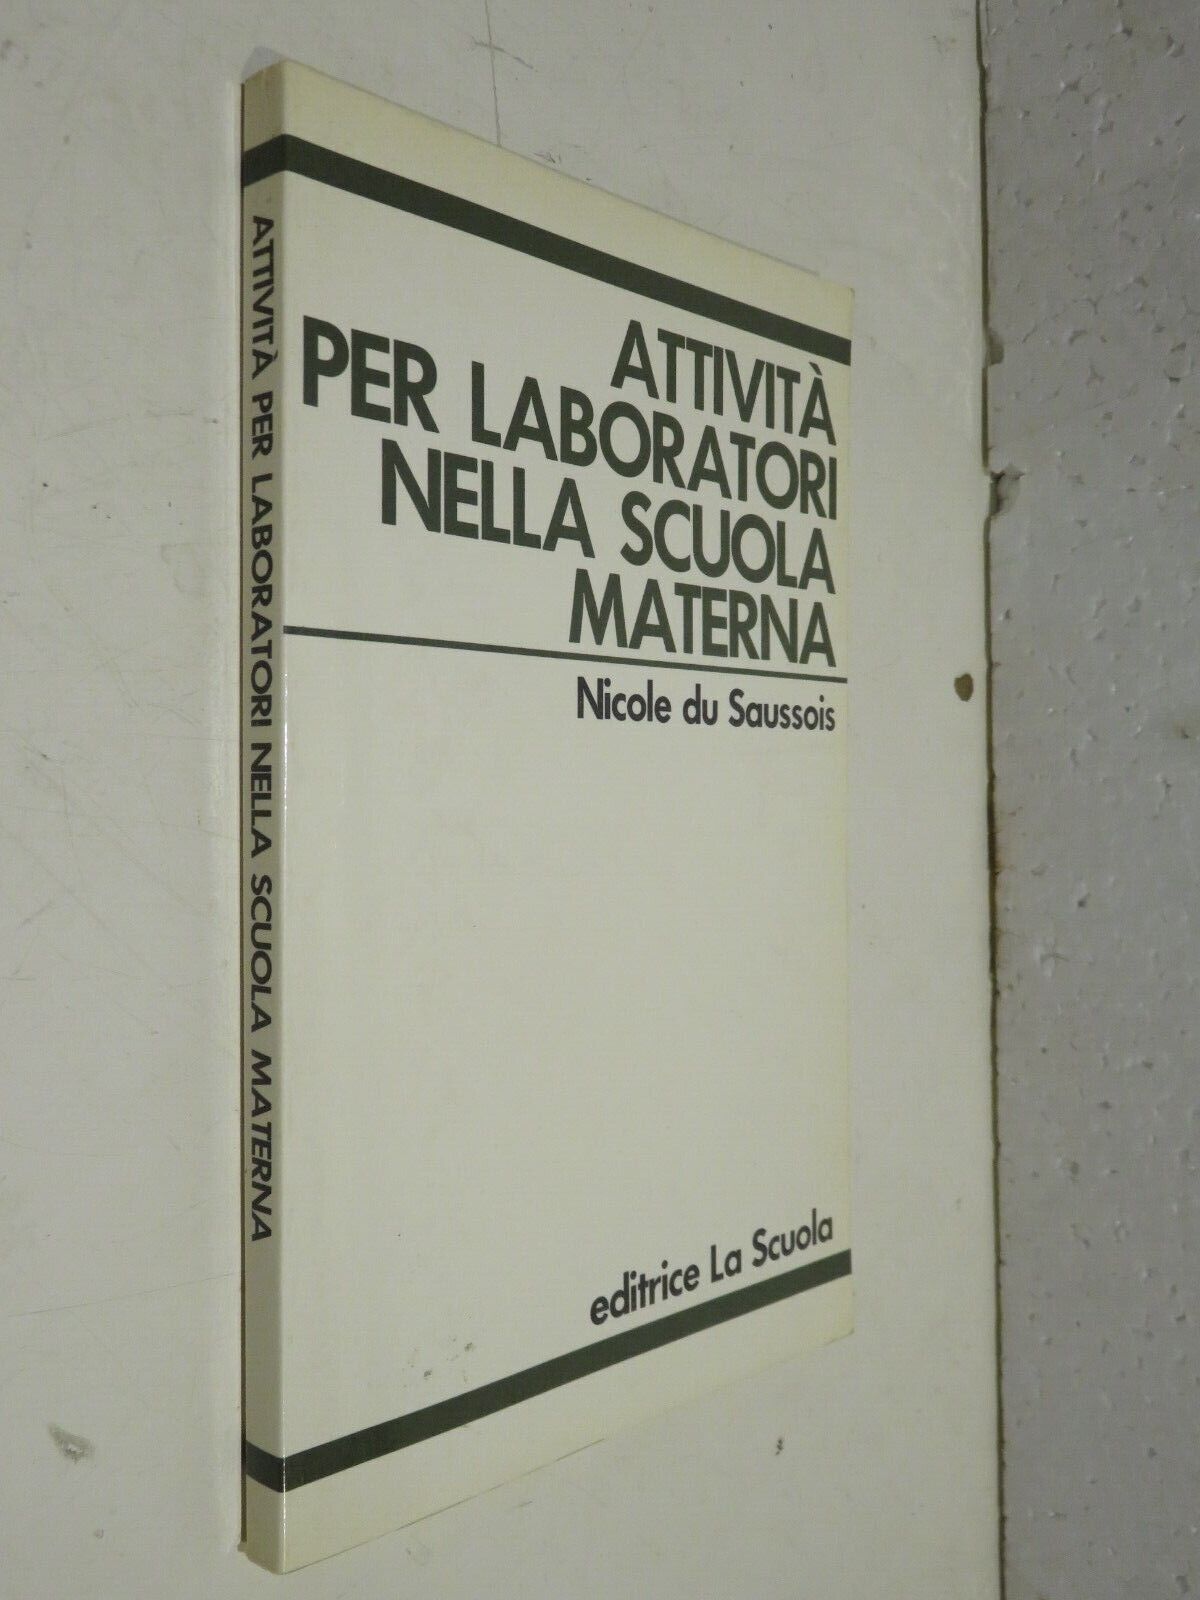 ATTIVITÀ PER LABORATORI NELLA SCUOLA MATERNA
ATTIVITÀ
PER LABORATORI
NELLA SCUOLA
MATERNA
Nicole du Saussois
editrice La Scuola